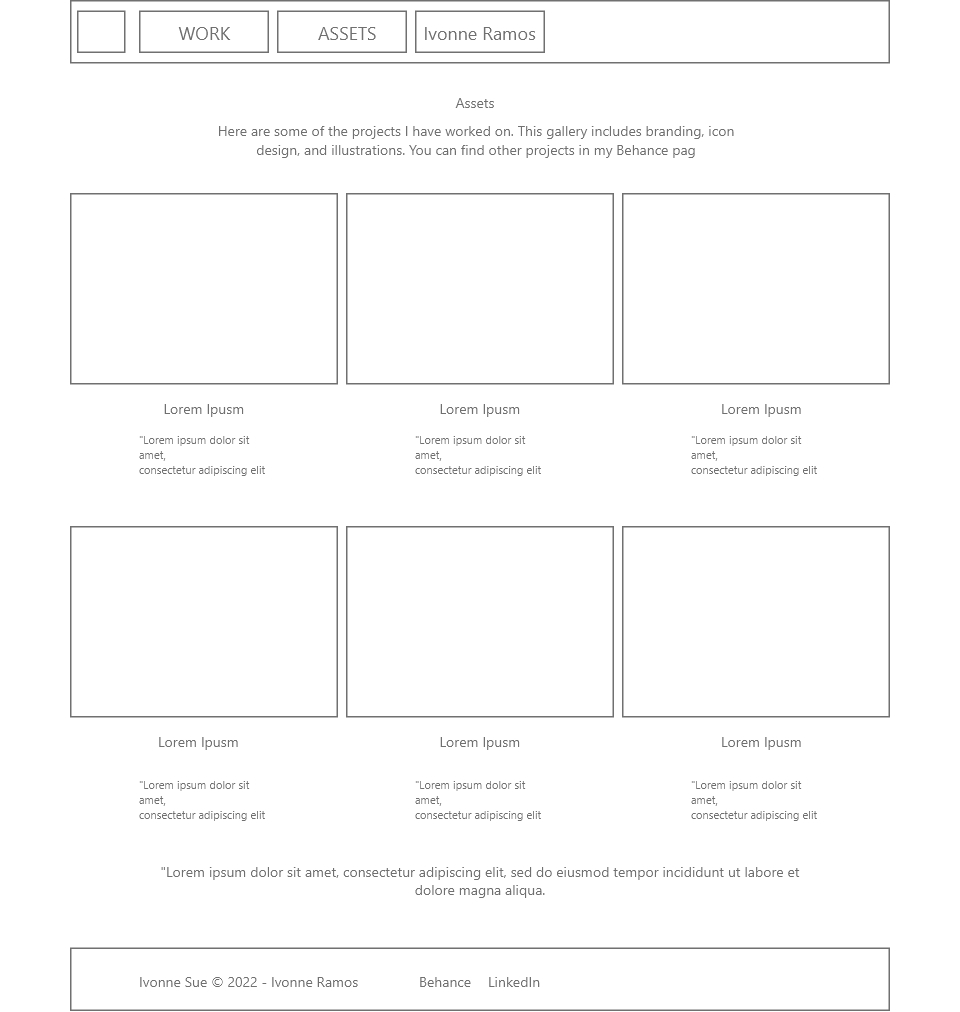 WORK
ASSETS
Ivonne Ramos
Assets
Here are some of the projects I have worked on. This gallery includes branding, icon
design, and illustrations. You can find other projects in my Behance pag
Lorem Ipusm
Lorem Ipusm
Lorem Ipusm
"Lorem ipsum dolor sit
amet,
consectetur adipiscing elit
"Lorem ipsum dolor sit
amet,
consectetur adipiscing elit
"Lorem ipsum dolor sit
amet,
consectetur adipiscing elit
Lorem Ipusm
Lorem Ipusm
Lorem Ipusm
"Lorem ipsum dolor sit
amet,
consectetur adipiscing elit
"Lorem ipsum dolor sit
amet,
consectetur adipiscing elit
"Lorem ipsum dolor sit
amet,
consectetur adipiscing elit
"Lorem ipsum dolor sit amet, consectetur adipiscing elit, sed do eiusmod tempor incididunt ut labore et
dolore magna aliqua.
Ivonne Sue © 2022 - Ivonne Ramos
Behance
LinkedIn